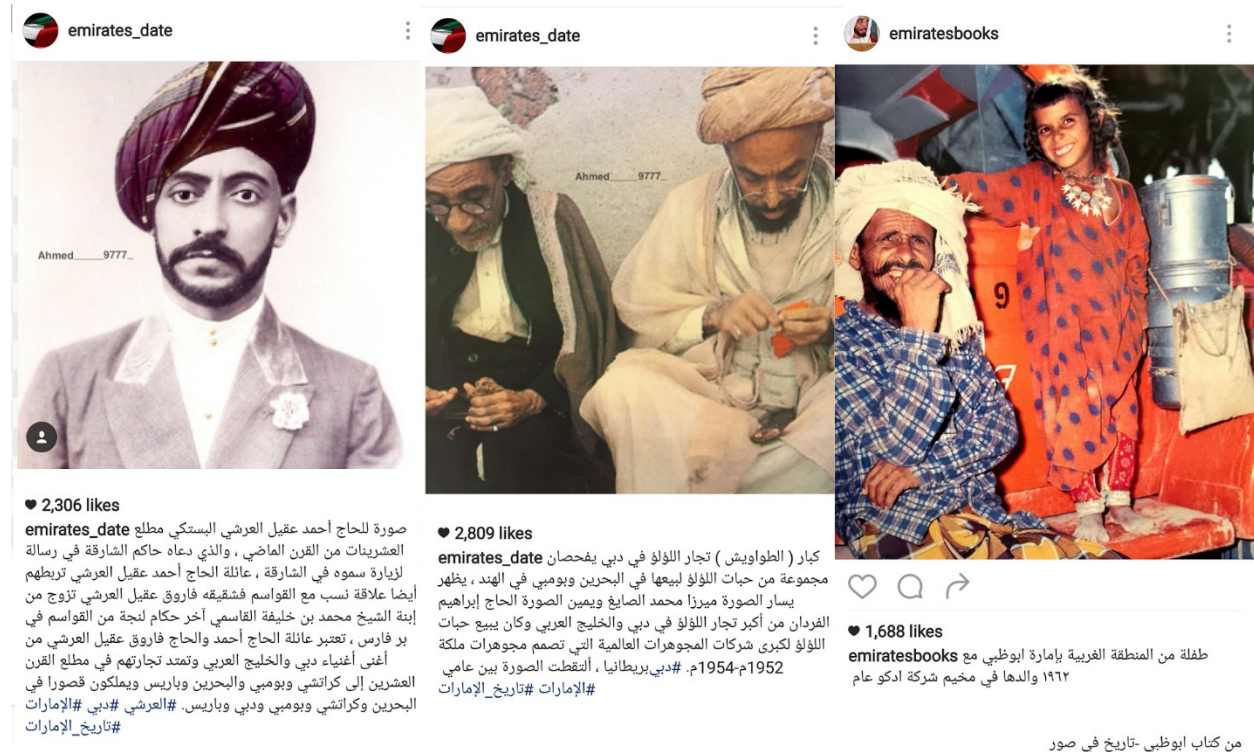 emirates_date
Ahmed_____9777_
2,306 likes
emirates_date صورة للحاج أحمد عقيل العرشي البستكي مطلع
العشرينات من القرن الماضي ، والذي دعاه حاكم الشارقة في رسالة
لزيارة سموه في الشارقة ، عائلة الحاج أحمد عقيل العرشي تربطهم
أيضا علاقة نسب مع القواسم فشقيقه فاروق عقيل العرشي تزوج من
إبنة الشيخ محمد بن خليفة القاسمي آخر حكام لنجة من القواسم في
بر فارس ، تعتبر عائلة الحاج أحمد والحاج فاروق عقيل العرشي من
أغنى أغنياء دبي والخليج العربي وتمتد تجارتهم في مطلع القرن
العشرين إلى كراتشي وبومبي والبحرين وباريس ويملكون قصورا في
البحرين وكراتشي وبومبي ودبي وباريس. #العرشي #دبي #الإمارات
#تاريخ_الإمارات
emirates_date
Ahmed_____9777_
2,809 likes
emirates_date كبار ( الطواويش ) تجار اللؤلؤ في دبي يفحصان
مجموعة من حبات اللؤلؤ لبيعها في البحرين وبومبي في الهند ، يظهر
يسار الصورة ميرزا محمد الصايغ ويمين الصورة الحاج إبراهيم
الفردان من أكبر تجار اللؤلؤ في دبي والخليج العربي وكان يبيع حبات
اللؤلؤ لكبرى شركات المجوهرات العالمية التي تصمم مجوهرات ملكة
بريطانيا ، ألتقطت الصورة بين عامي 1952م-1954م. #دبي
#الإمارات #تاريخ_الإمارات
emiratesbooks
9
1,688 likes
emiratesbooks طفلة من المنطقة الغربية بإمارة ابوظبي مع
والدها في مخيم شركة ادكو عام ١٩٦٢
من كتاب ابوظبي -تاريخ في صور